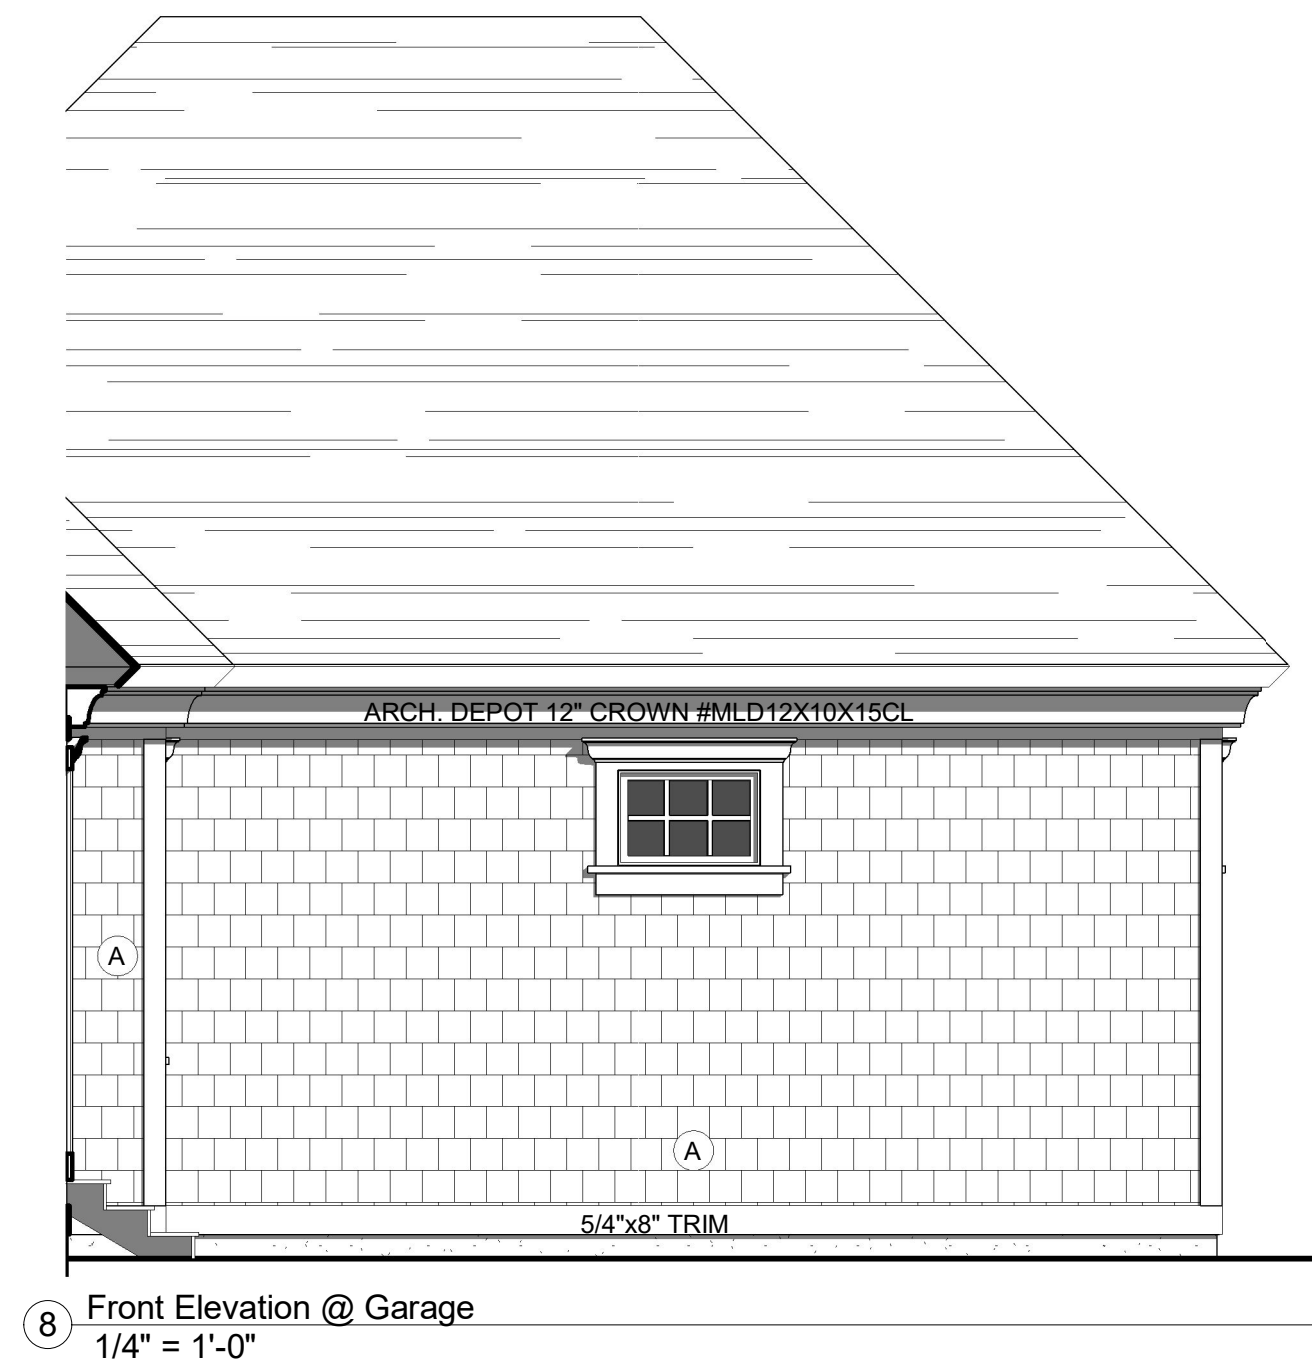 ARCH. DEPOT 12" CROWN #MLD12X10X15CL
A
A
5/4"x8" TRIM
8
Front Elevation @ Garage
1/4" = 1'-0"